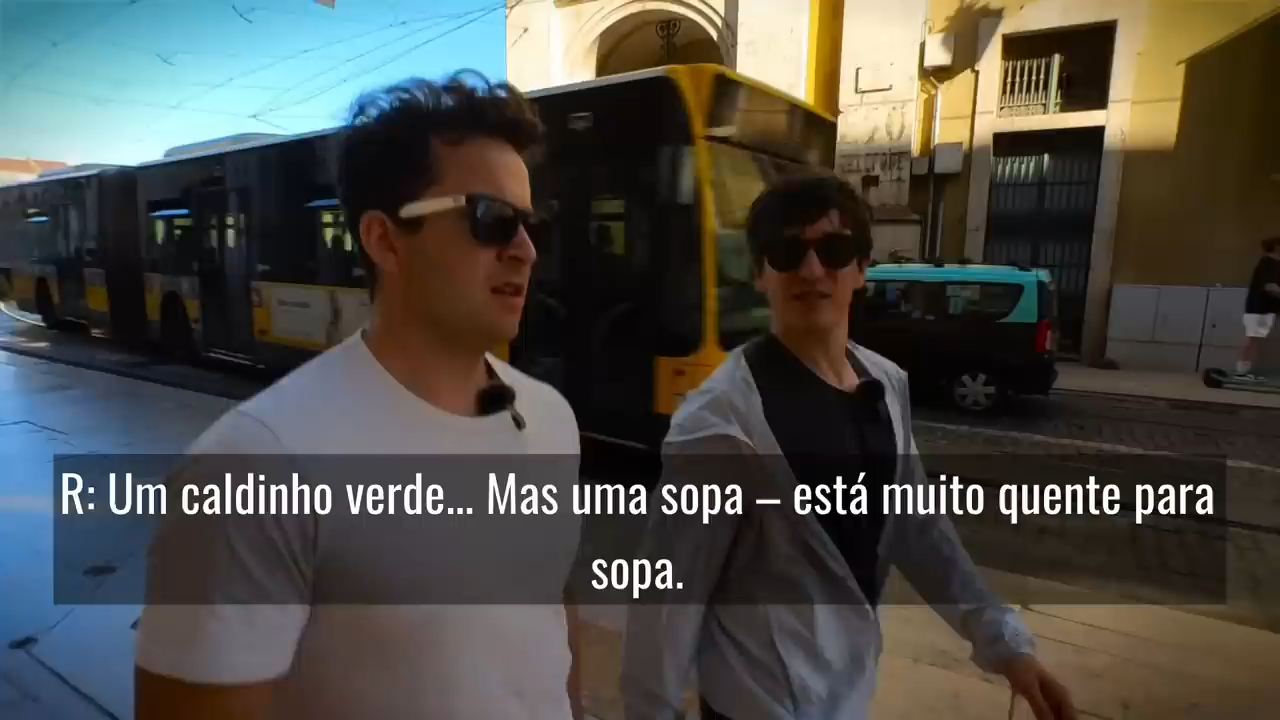 R: Um caldinho verde... Mas uma sopa – está muito quente para
sopa.